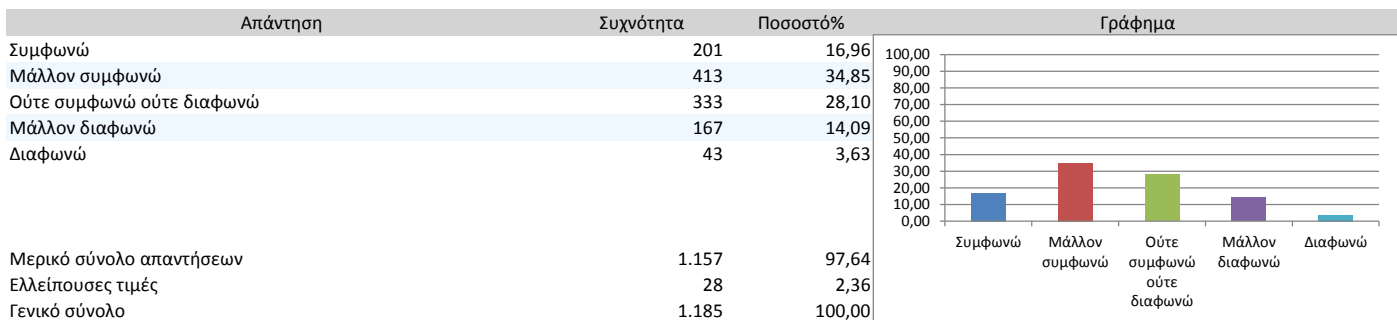 Απάντηση Συχνότητα Ποσοστό% Γράφημα
Συμφωνώ 201 16,96
Μάλλον συμφωνώ 413 34,85
Ούτε συμφωνώ ούτε διαφωνώ 333 28,10
Μάλλον διαφωνώ 167 14,09
Διαφωνώ 43 3,63
Μερικό σύνολο απαντήσεων 1.157 97,64
Ελλείπουσες τιμές 28 2,36
Γενικό σύνολο 1.185 100,00
100,00
90,00
80,00
70,00
60,00
50,00
40,00
30,00
20,00
10,00
0,00
Συμφωνώ Μάλλον Ούτε Μάλλον Διαφωνώ
συμφωνώ συμφωνώ διαφωνώ
ούτε
διαφωνώ